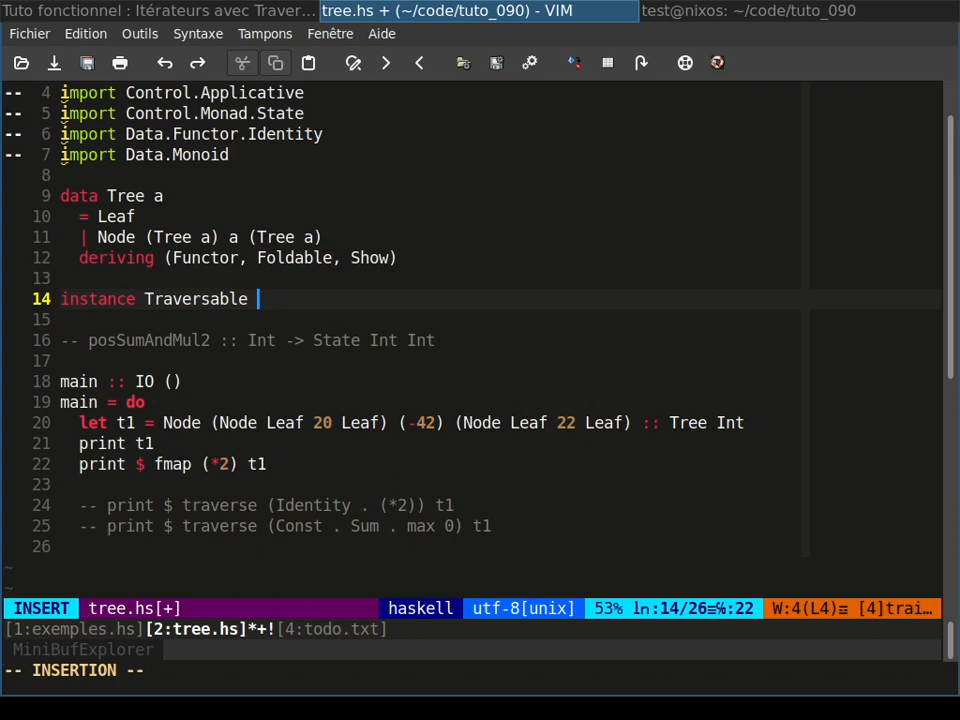 Tuto fonctionnel : Itérateurs avec Traver... tree.hs + (~/code/tuto_090) - VIM test@nixos: ~/code/tuto_090
Fichier Edition Outils Syntaxe Tampons Fenêtre Aide
-- 4 import Control.Applicative
-- 5 import Control.Monad.State
-- 6 import Data.Functor.Identity
-- 7 import Data.Monoid
8
9 data Tree a
10   = Leaf
11   | Node (Tree a) a (Tree a)
12   deriving (Functor, Foldable, Show)
13
14 instance Traversable
15
16 -- posSumAndMul2 :: Int -> State Int Int
17
18 main :: IO ()
19 main = do
20   let t1 = Node (Node Leaf 20 Leaf) (-42) (Node Leaf 22 Leaf) :: Tree Int
21   print t1
22   print $ fmap (*2) t1
23
24   -- print $ traverse (Identity . (*2)) t1
25   -- print $ traverse (Const . Sum . max 0) t1
26
~
~
INSERT tree.hs[+] haskell utf-8[unix] 53% ln:14/26≡℅:22 W:4(L4)☲ [4]trai...
[1:exemples.hs][2:tree.hs]*+![4:todo.txt]
MiniBufExplorer
-- INSERTION --